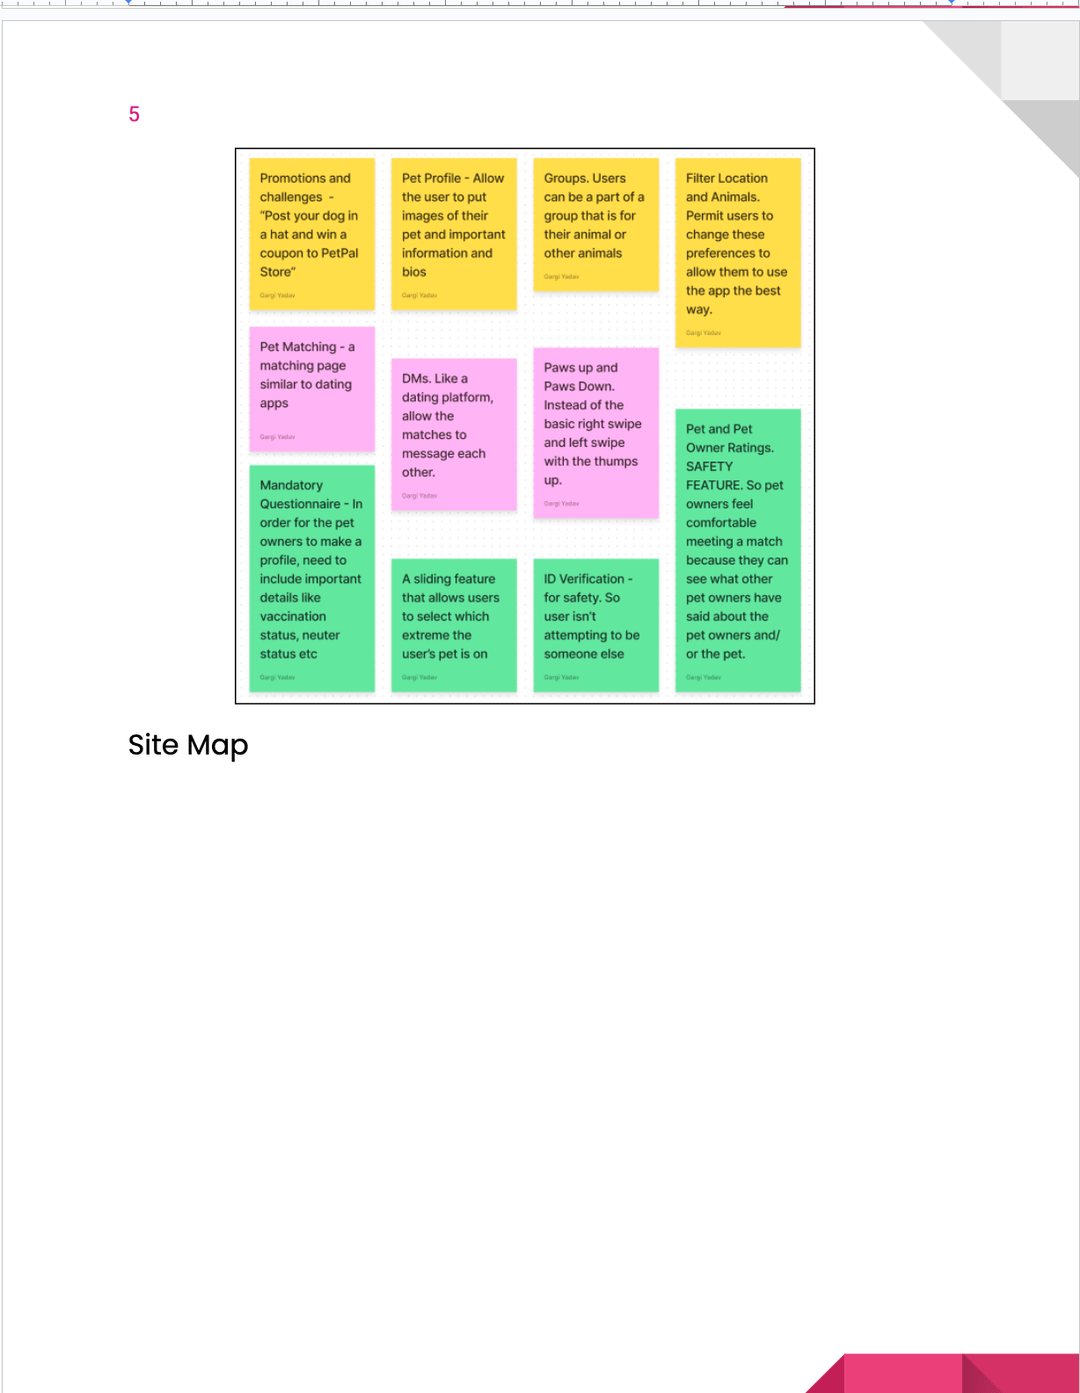 5
Promotions and
challenges -
“Post your dog in
a hat and win a
coupon to PetPal
Store”
Gargi Yadav
Pet Profile - Allow
the user to put
images of their
pet and important
information and
bios
Gargi Yadav
Groups. Users
can be a part of a
group that is for
their animal or
other animals
Gargi Yadav
Filter Location
and Animals.
Permit users to
change these
preferences to
allow them to use
the app the best
way.
Gargi Yadav
Pet Matching - a
matching page
similar to dating
apps
Gargi Yadav
DMs. Like a
dating platform,
allow the
matches to
message each
other.
Gargi Yadav
Paws up and
Paws Down.
Instead of the
basic right swipe
and left swipe
with the thumps
up.
Gargi Yadav
Pet and Pet
Owner Ratings.
SAFETY
FEATURE. So pet
owners feel
comfortable
meeting a match
because they can
see what other
pet owners have
said about the
pet owners and/
or the pet.
Gargi Yadav
Mandatory
Questionnaire - In
order for the pet
owners to make a
profile, need to
include important
details like
vaccination
status, neuter
status etc
Gargi Yadav
A sliding feature
that allows users
to select which
extreme the
user's pet is on
Gargi Yadav
ID Verification -
for safety. So
user isn't
attempting to be
someone else
Gargi Yadav
Site Map